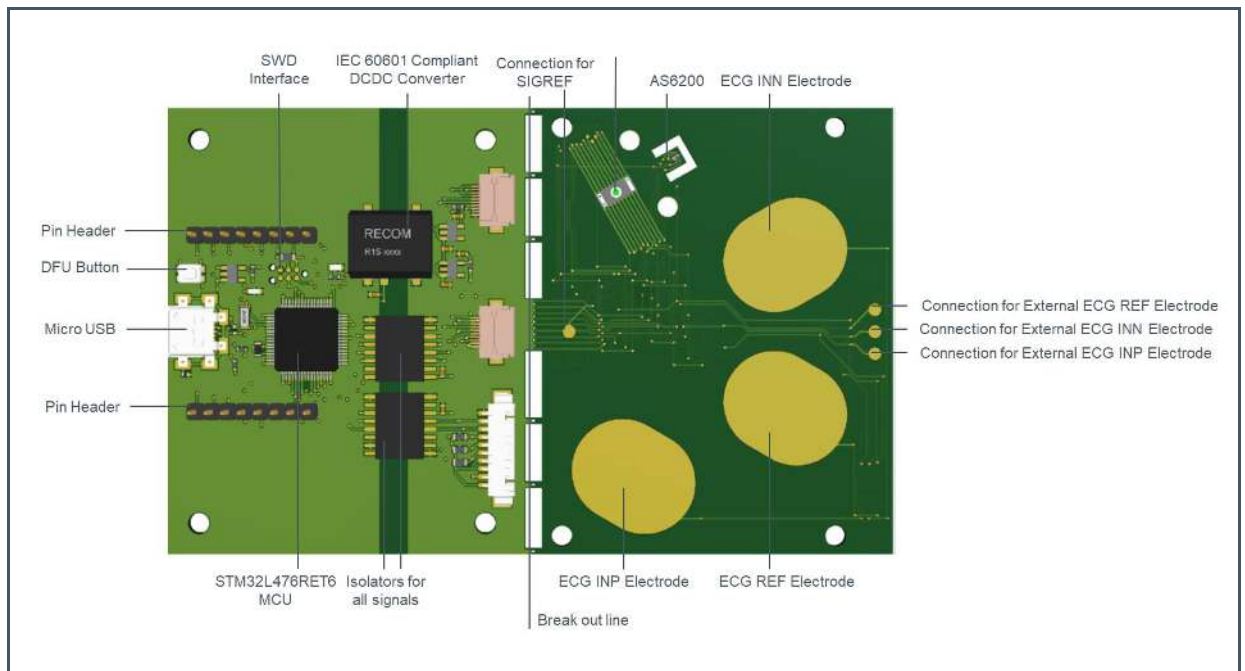 SWD
Interface
IEC 60601 Compliant
DCDC Converter
Connection for
SIGREF
AS6200
ECG INN Electrode
Pin Header
DFU Button
Micro USB
Pin Header
RECOM
R1S-xxxx
Connection for External ECG REF Electrode
Connection for External ECG INN Electrode
Connection for External ECG INP Electrode
STM32L476RET6
MCU
Isolators for
all signals
ECG INP Electrode
ECG REF Electrode
Break out line